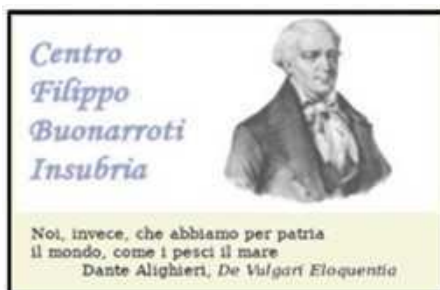 Centro
Filippo
Buonarroti
Insubria
Noi, invece, che abbiamo per patria
il mondo, come i pesci il mare
Dante Alighieri, De Vulgari Eloquentia